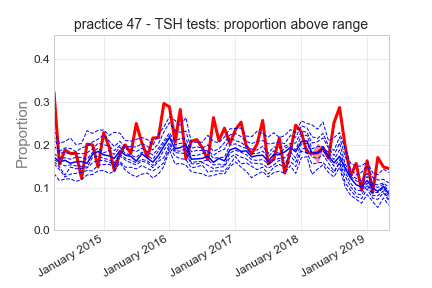 practice 47 - TSH tests: proportion above range
Proportion
0.4
0.3
0.2
0.1
0.0
January 2015
January 2016
January 2017
January 2018
January 2019